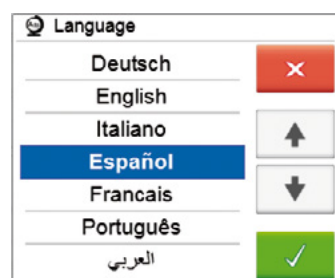 Language
Deutsch
English
Italiano
Español
Francais
Português
العربي